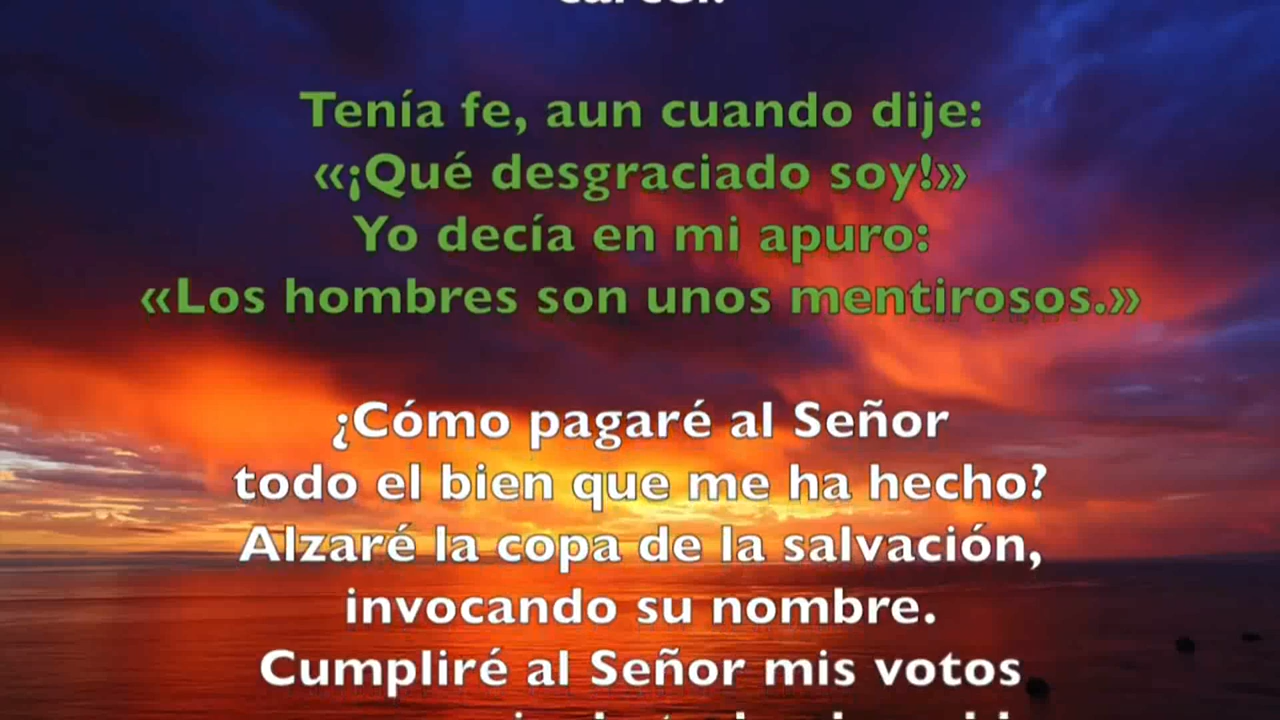 Tenía fe, aun cuando dije:
«¡Qué desgraciado soy!»
Yo decía en mi apuro:
«Los hombres son unos mentirosos.»
¿Cómo pagaré al Señor
todo el bien que me ha hecho?
Alzaré la copa de la salvación,
invocando su nombre.
Cumpliré al Señor mis votos